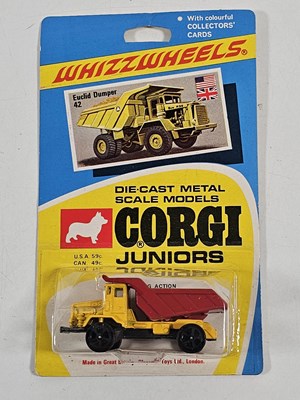 • With colourful
COLLECTORS'
CARDS
WHIZZWHEELS®
Euclid Dumper
42
DIE-CAST METAL
SCALE MODELS
CORGI®
JUNIORS
U.S.A. 59c
CAN 49c
ACTION
Made in Great
Toys Ltd., London.